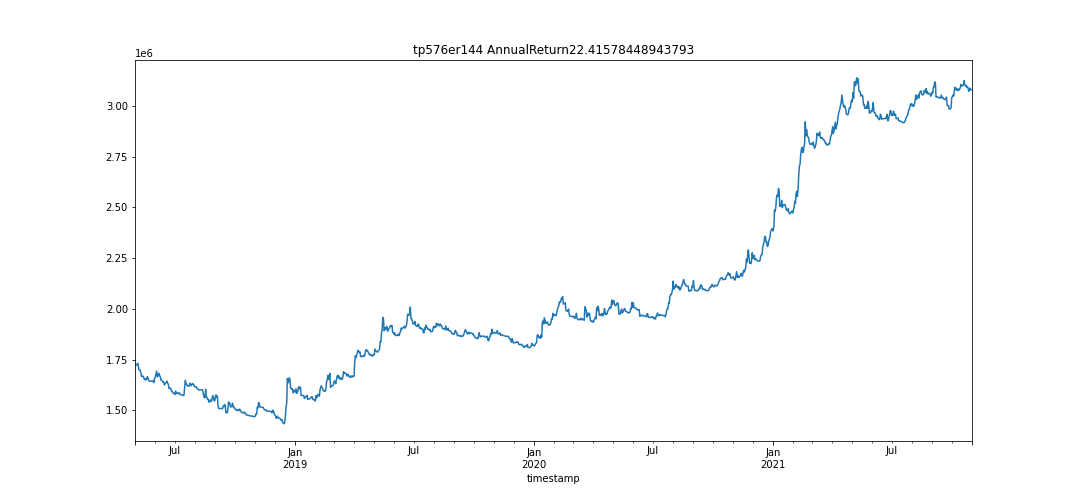 tp576er144 AnnualReturn22.41578448943793
1e6
3.00
2.75
2.50
2.25
2.00
1.75
1.50
Jul
Jan
2019
Jul
Jan
2020
Jul
Jan
2021
Jul
timestamp